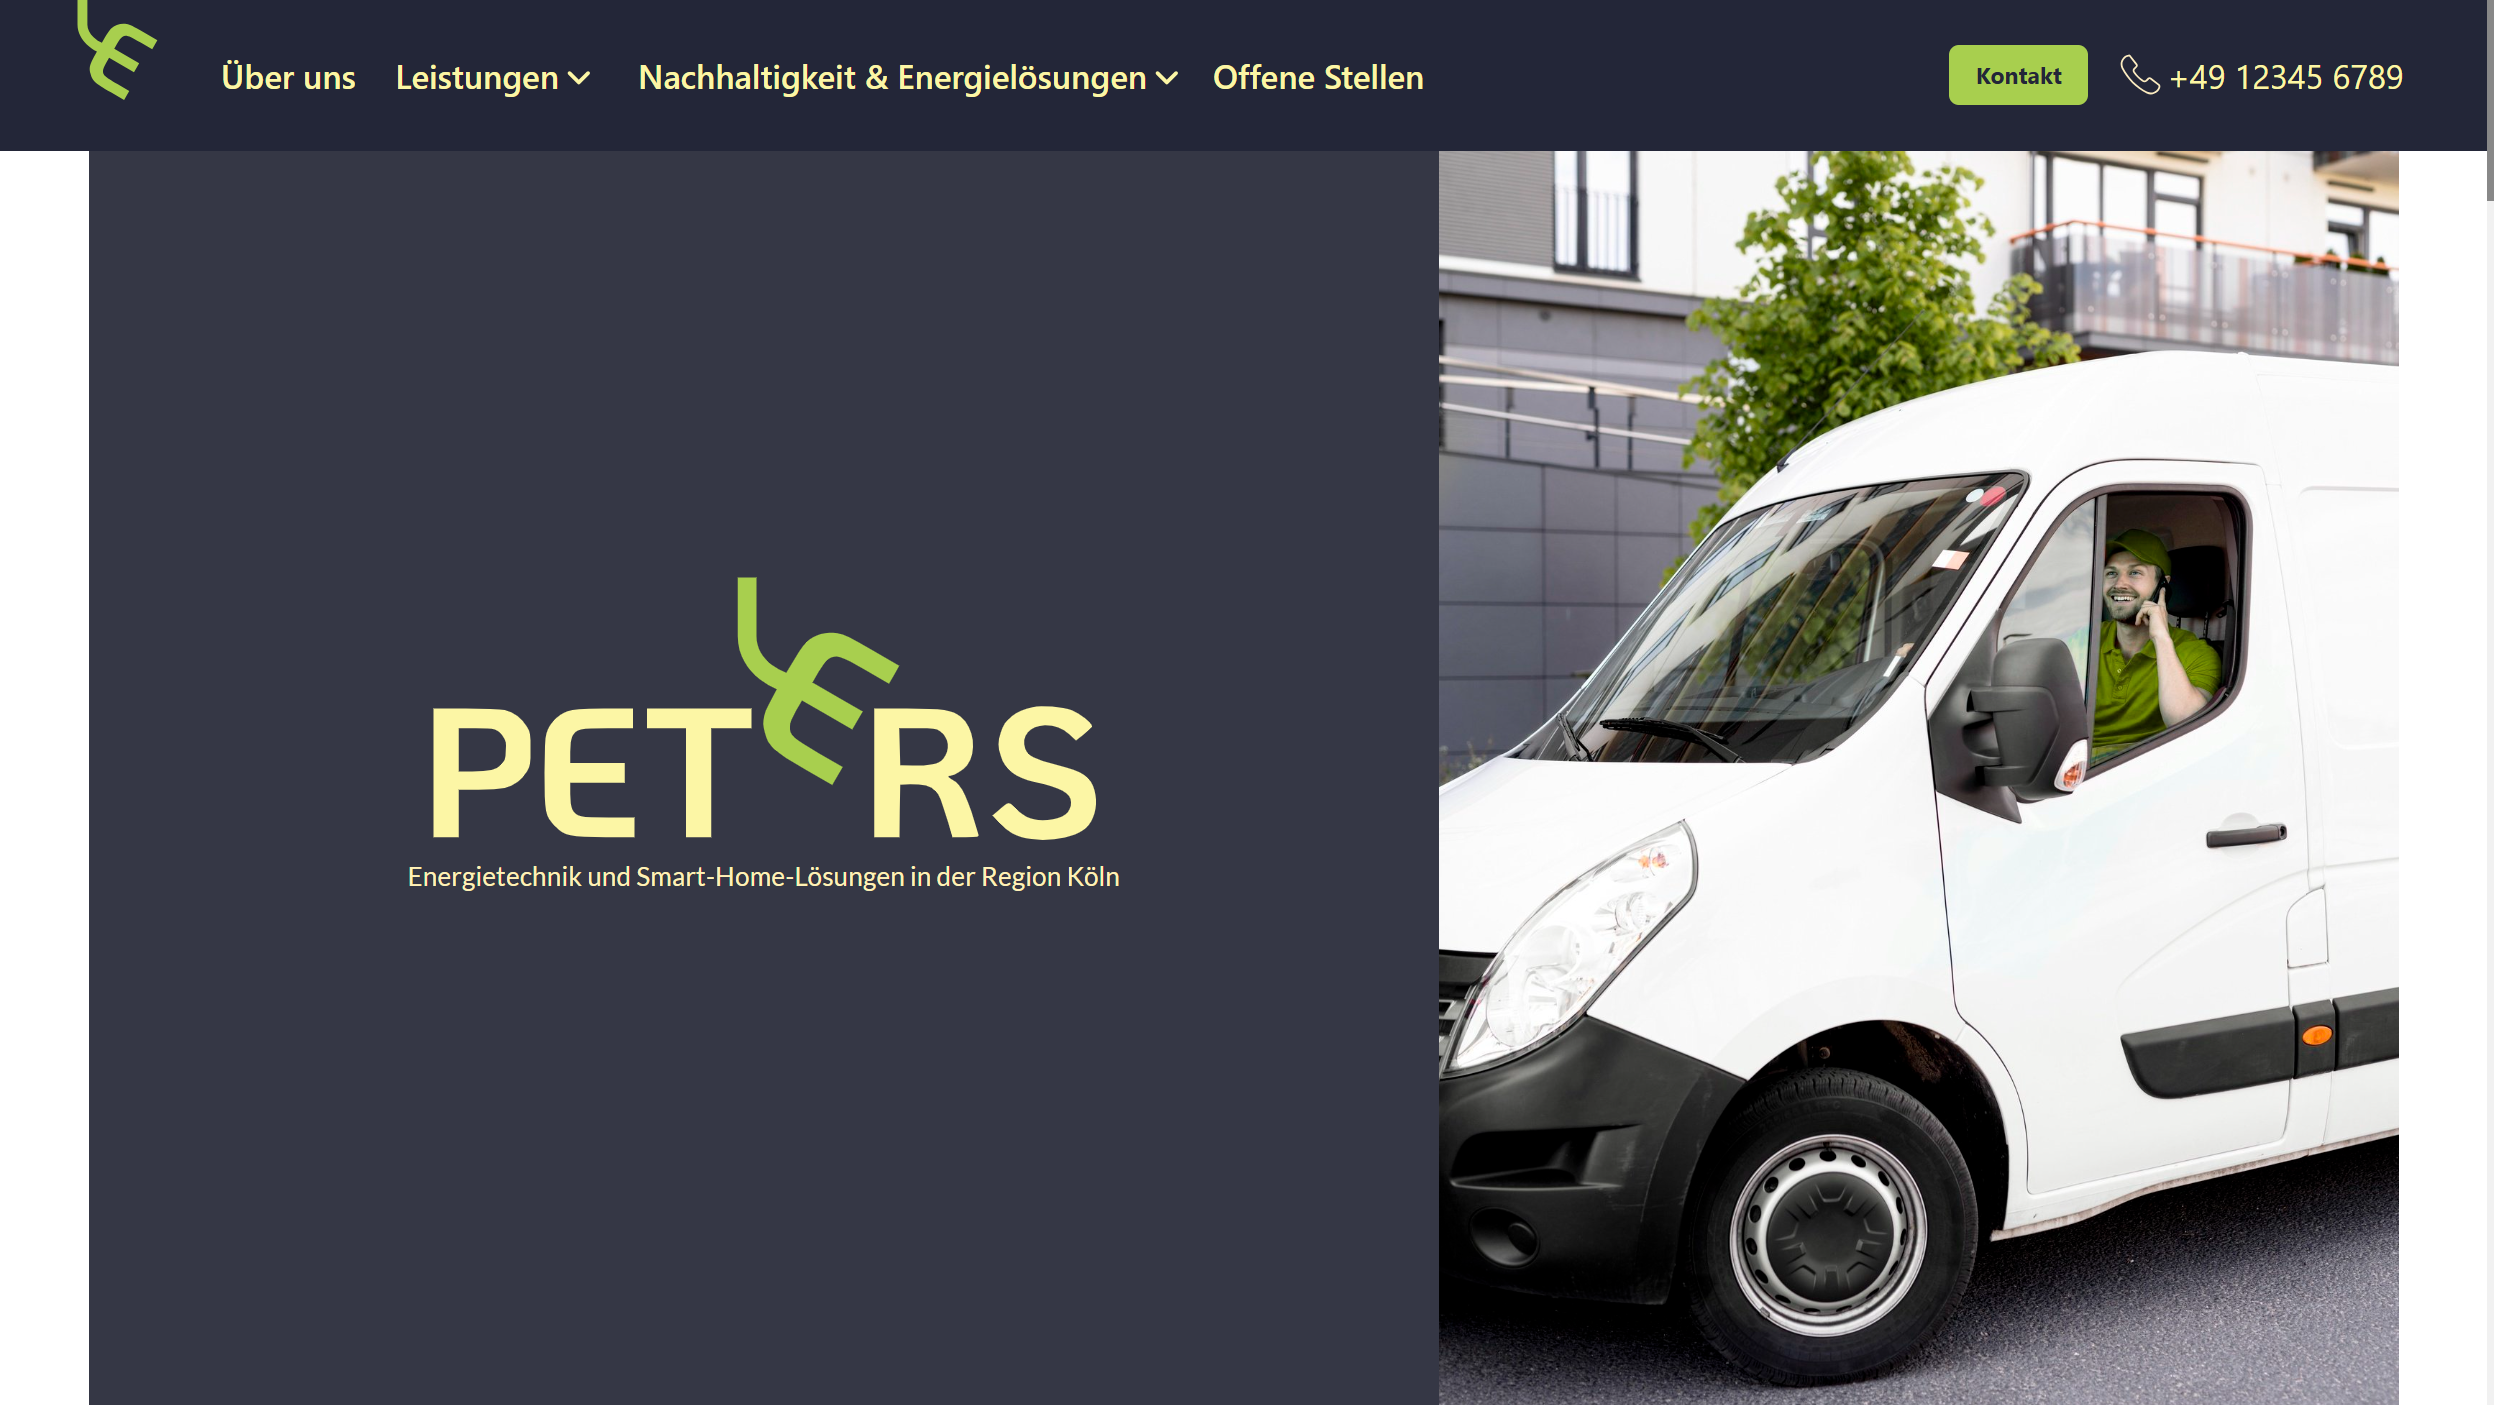 Über uns
Leistungen
Nachhaltigkeit & Energielösungen
Offene Stellen
Kontakt
+49 12345 6789
PETERS
Energietechnik und Smart-Home-Lösungen in der Region Köln